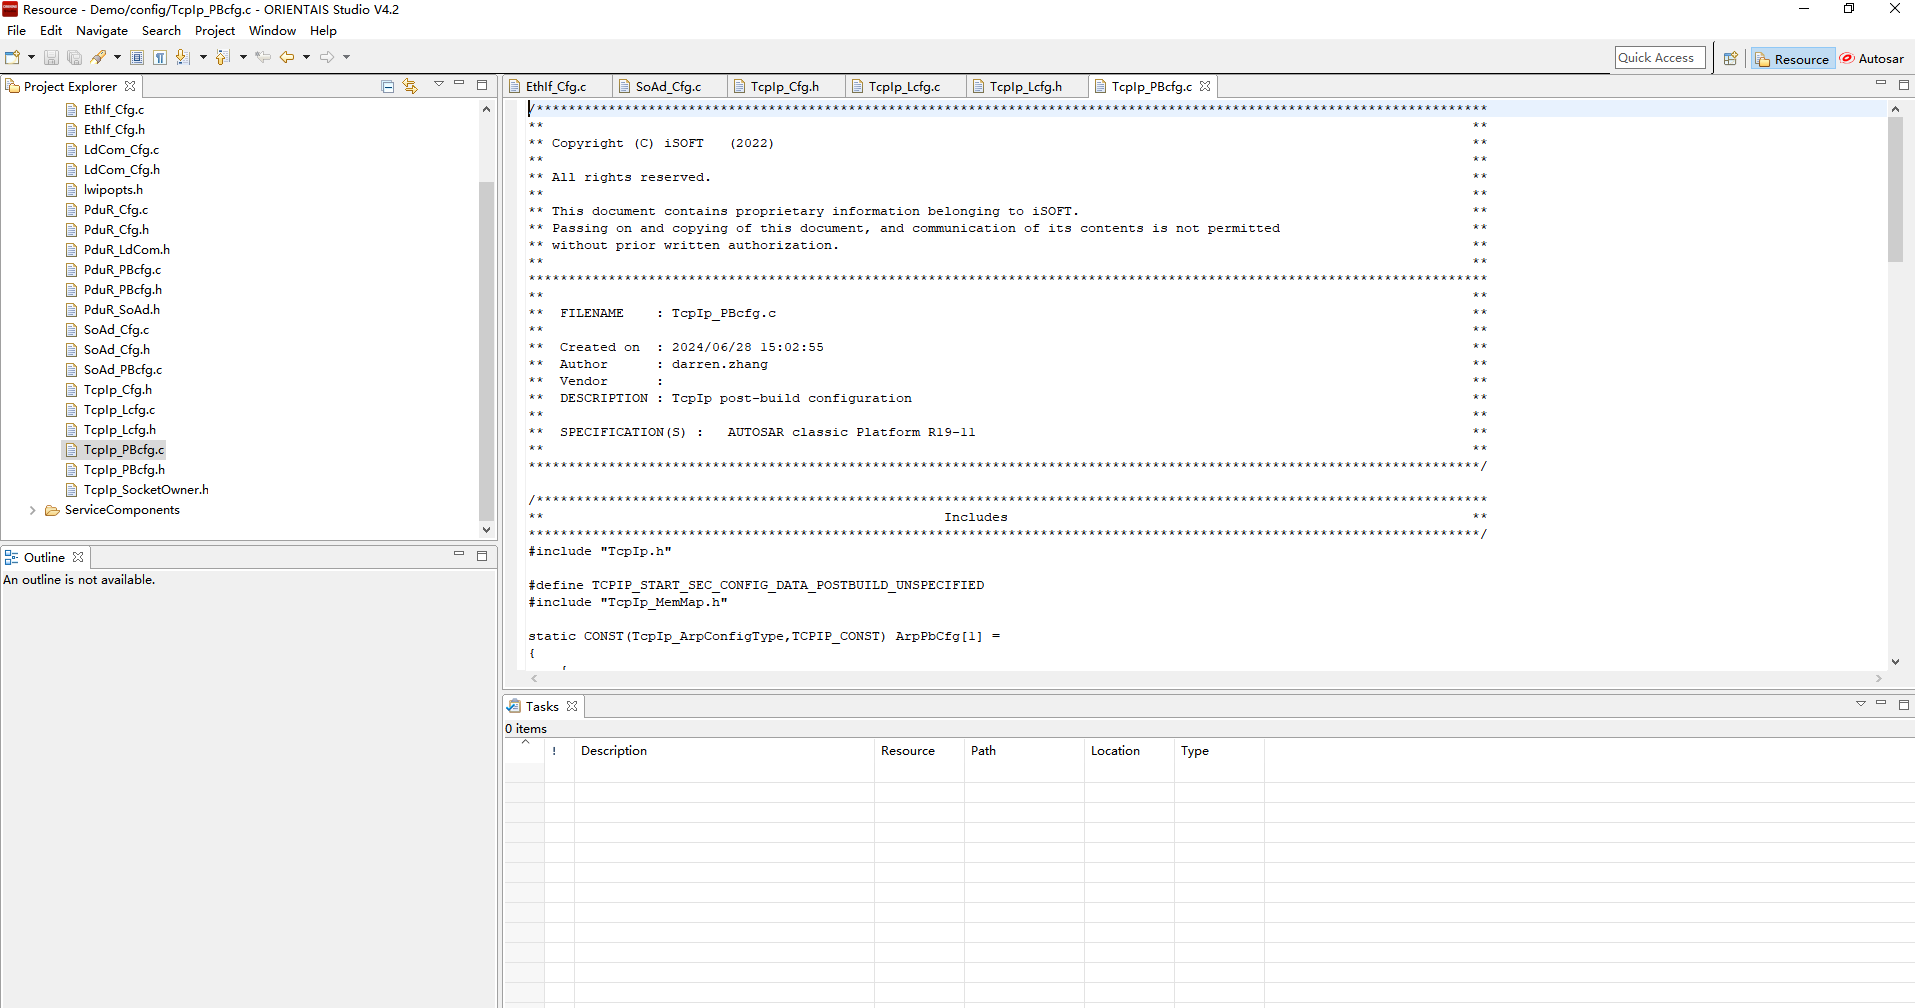 Resource - Demo/config/TcpIp_PBcfg.c - ORIENTAIS Studio V4.2
File Edit Navigate Search Project Window Help
Quick Access
Resource
Autosar
Project Explorer
EthIf_Cfg.c
EthIf_Cfg.h
LdCom_Cfg.c
LdCom_Cfg.h
lwipopts.h
PduR_Cfg.c
PduR_Cfg.h
PduR_LdCom.h
PduR_PBcfg.c
PduR_PBcfg.h
PduR_SoAd.h
SoAd_Cfg.c
SoAd_Cfg.h
SoAd_PBcfg.c
TcpIp_Cfg.h
TcpIp_Lcfg.c
TcpIp_Lcfg.h
TcpIp_PBcfg.c
TcpIp_PBcfg.h
TcpIp_SocketOwner.h
ServiceComponents
Outline
An outline is not available.
EthIf_Cfg.c SoAd_Cfg.c TcpIp_Cfg.h TcpIp_Lcfg.c TcpIp_Lcfg.h TcpIp_PBcfg.c
/***********************************************************************************************************************
** **
** Copyright (C) iSOFT (2022) **
** **
** All rights reserved. **
** **
** This document contains proprietary information belonging to iSOFT. **
** Passing on and copying of this document, and communication of its contents is not permitted **
** without prior written authorization. **
** **
************************************************************************************************************************
** **
** FILENAME : TcpIp_PBcfg.c **
** **
** Created on : 2024/06/28 15:02:55 **
** Author : darren.zhang **
** Vendor : **
** DESCRIPTION : TcpIp post-build configuration **
** **
** SPECIFICATION(S) : AUTOSAR classic Platform R19-11 **
** **
***********************************************************************************************************************/
/***********************************************************************************************************************
** Includes **
***********************************************************************************************************************/
#include "TcpIp.h"
#define TCPIP_START_SEC_CONFIG_DATA_POSTBUILD_UNSPECIFIED
#include "TcpIp_MemMap.h"
static CONST(TcpIp_ArpConfigType,TCPIP_CONST) ArpPbCfg[1] =
{
{
Tasks
0 items
! Description Resource Path Location Type